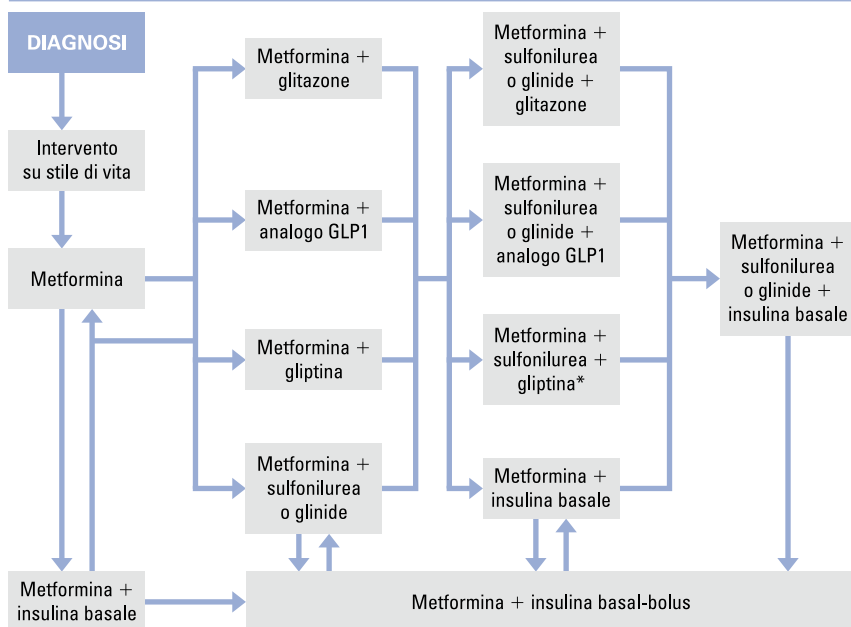 DIAGNOSI
Intervento
su stile di vita
Metformina
Metformina +
insulina basale
Metformina +
glitazone
Metformina +
analogo GLP1
Metformina +
gliptina
Metformina +
sulfonilurea
o glinide
Metformina +
sulfonilurea
o glinide +
glitazone
Metformina +
sulfonilurea
o glinide +
analogo GLP1
Metformina +
sulfonilurea +
gliptina*
Metformina +
insulina basale
Metformina +
sulfonilurea
o glinide +
insulina basale
Metformina + insulina basal-bolus